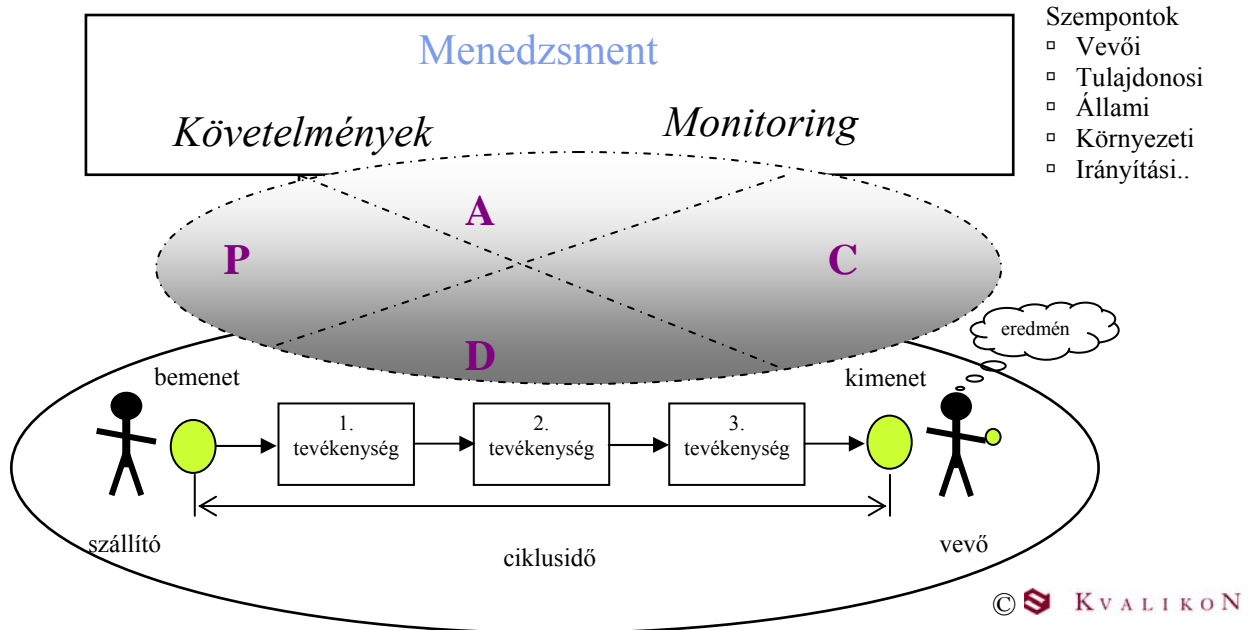 Menedzsment
Követelmények
Monitoring
Szempontok
▫ Vevői
▫ Tulajdonosi
▫ Állami
▫ Környezeti
▫ Irányítási..
A
P
C
D
eredmén
bemenet
kimenet
1.
tevékenység
2.
tevékenység
3.
tevékenység
szállító
ciklusidő
vevő
© KVALIKON